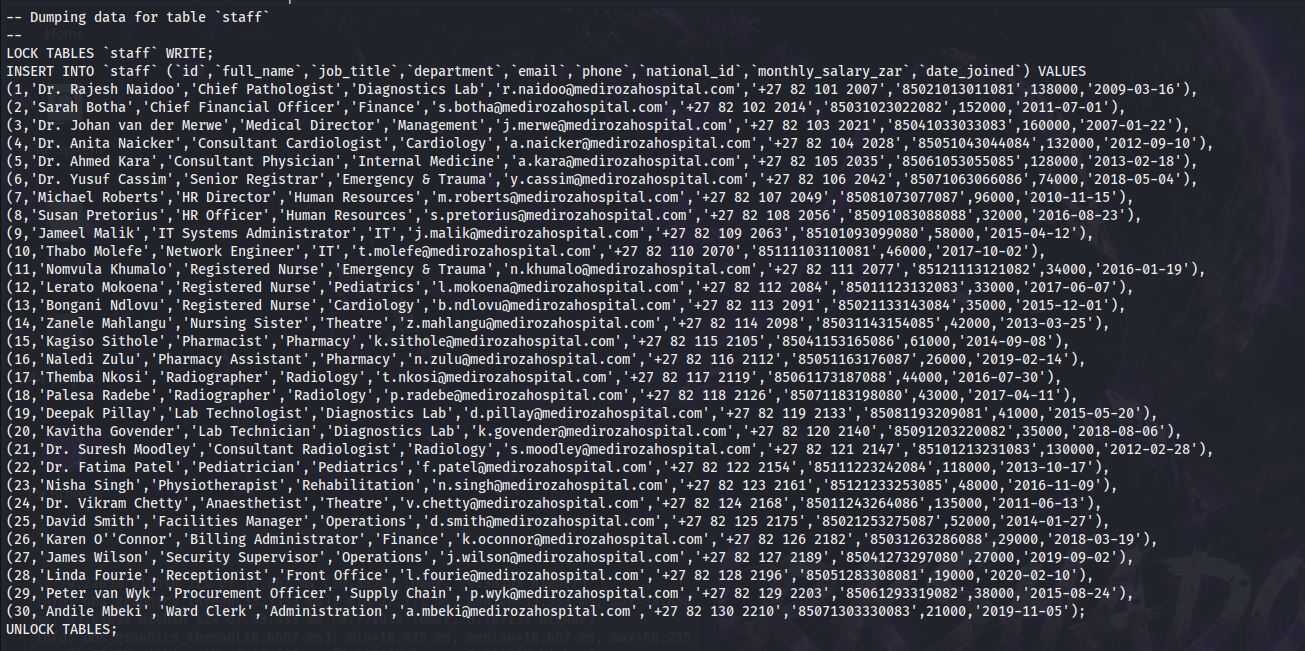 -- Dumping data for table `staff`
--
Home
LOCK TABLES `staff` WRITE;
INSERT INTO `staff` (`id`,`full_name`,`job_title`,`department`,`email`,`phone`,`national_id`,`monthly_salary_zar`,`date_joined`) VALUES
(1,'Dr. Rajesh Naidoo','Chief Pathologist','Diagnostics Lab','r.naidoo@medirozahospital.com','+27 82 101 2007','85021013011081',138000,'2009-03-16'),
(2,'Sarah Botha','Chief Financial Officer','Finance','s.botha@medirozahospital.com','+27 82 102 2014','85031023022082',152000,'2011-07-01'),
(3,'Dr. Johan van der Merwe','Medical Director','Management','j.merwe@medirozahospital.com','+27 82 103 2021','85041033033083',160000,'2007-01-22'),
(4,'Dr. Anita Naicker','Consultant Cardiologist','Cardiology','a.naicker@medirozahospital.com','+27 82 104 2028','85051043044084',132000,'2012-09-10'),
(5,'Dr. Ahmed Kara','Consultant Physician','Internal Medicine','a.kara@medirozahospital.com','+27 82 105 2035','85061053055085',128000,'2013-02-18'),
(6,'Dr. Yusuf Cassim','Senior Registrar','Emergency & Trauma','y.cassim@medirozahospital.com','+27 82 106 2042','85071063066086',74000,'2018-05-04'),
(7,'Michael Roberts','HR Director','Human Resources','m.roberts@medirozahospital.com','+27 82 107 2049','85081073077087',96000,'2010-11-15'),
(8,'Susan Pretorius','HR Officer','Human Resources','s.pretorius@medirozahospital.com','+27 82 108 2056','85091083088088',32000,'2016-08-23'),
(9,'Jameel Malik','IT Systems Administrator','IT','j.malik@medirozahospital.com','+27 82 109 2063','85101093099080',58000,'2015-04-12'),
(10,'Thabo Molefe','Network Engineer','IT','t.molefe@medirozahospital.com','+27 82 110 2070','85111103110081',46000,'2017-10-02'),
(11,'Nomvula Khumalo','Registered Nurse','Emergency & Trauma','n.khumalo@medirozahospital.com','+27 82 111 2077','85121113121082',34000,'2016-01-19'),
(12,'Lerato Mokoena','Registered Nurse','Pediatrics','l.mokoena@medirozahospital.com','+27 82 112 2084','85011123132083',33000,'2017-06-07'),
(13,'Bongani Ndlovu','Registered Nurse','Cardiology','b.ndlovu@medirozahospital.com','+27 82 113 2091','85021133143084',35000,'2015-12-01'),
(14,'Zanele Mahlangu','Nursing Sister','Theatre','z.mahlangu@medirozahospital.com','+27 82 114 2098','85031143154085',42000,'2013-03-25'),
(15,'Kagiso Sithole','Pharmacist','Pharmacy','k.sithole@medirozahospital.com','+27 82 115 2105','85041153165086',61000,'2014-09-08'),
(16,'Naledi Zulu','Pharmacy Assistant','Pharmacy','n.zulu@medirozahospital.com','+27 82 116 2112','85051163176087',26000,'2019-02-14'),
(17,'Themba Nkosi','Radiographer','Radiology','t.nkosi@medirozahospital.com','+27 82 117 2119','85061173187088',44000,'2016-07-30'),
(18,'Palesa Radebe','Radiographer','Radiology','p.radebe@medirozahospital.com','+27 82 118 2126','85071183198080',43000,'2017-04-11'),
(19,'Deepak Pillay','Lab Technologist','Diagnostics Lab','d.pillay@medirozahospital.com','+27 82 119 2133','85081193209081',41000,'2015-05-20'),
(20,'Kavitha Govender','Lab Technician','Diagnostics Lab','k.govender@medirozahospital.com','+27 82 120 2140','85091203220082',35000,'2018-08-06'),
(21,'Dr. Suresh Moodley','Consultant Radiologist','Radiology','s.moodley@medirozahospital.com','+27 82 121 2147','85101213231083',130000,'2012-02-28'),
(22,'Dr. Fatima Patel','Pediatrician','Pediatrics','f.patel@medirozahospital.com','+27 82 122 2154','85111223242084',118000,'2013-10-17'),
(23,'Nisha Singh','Physiotherapist','Rehabilitation','n.singh@medirozahospital.com','+27 82 123 2161','85121233253085',48000,'2016-11-09'),
(24,'Dr. Vikram Chetty','Anaesthetist','Theatre','v.chetty@medirozahospital.com','+27 82 124 2168','85011243264086',135000,'2011-06-13'),
(25,'David Smith','Facilities Manager','Operations','d.smith@medirozahospital.com','+27 82 125 2175','85021253275087',52000,'2014-01-27'),
(26,'Karen O''Connor','Billing Administrator','Finance','k.oconnor@medirozahospital.com','+27 82 126 2182','85031263286088',29000,'2018-03-19'),
(27,'James Wilson','Security Supervisor','Operations','j.wilson@medirozahospital.com','+27 82 127 2189','85041273297080',27000,'2019-09-02'),
(28,'Linda Fourie','Receptionist','Front Office','l.fourie@medirozahospital.com','+27 82 128 2196','85051283308081',19000,'2020-02-10'),
(29,'Peter van Wyk','Procurement Officer','Supply Chain','p.wyk@medirozahospital.com','+27 82 129 2203','85061293319082',38000,'2015-08-24'),
(30,'Andile Mbeki','Ward Clerk','Administration','a.mbeki@medirozahospital.com','+27 82 130 2210','85071303330083',21000,'2019-11-05');
UNLOCK TABLES;